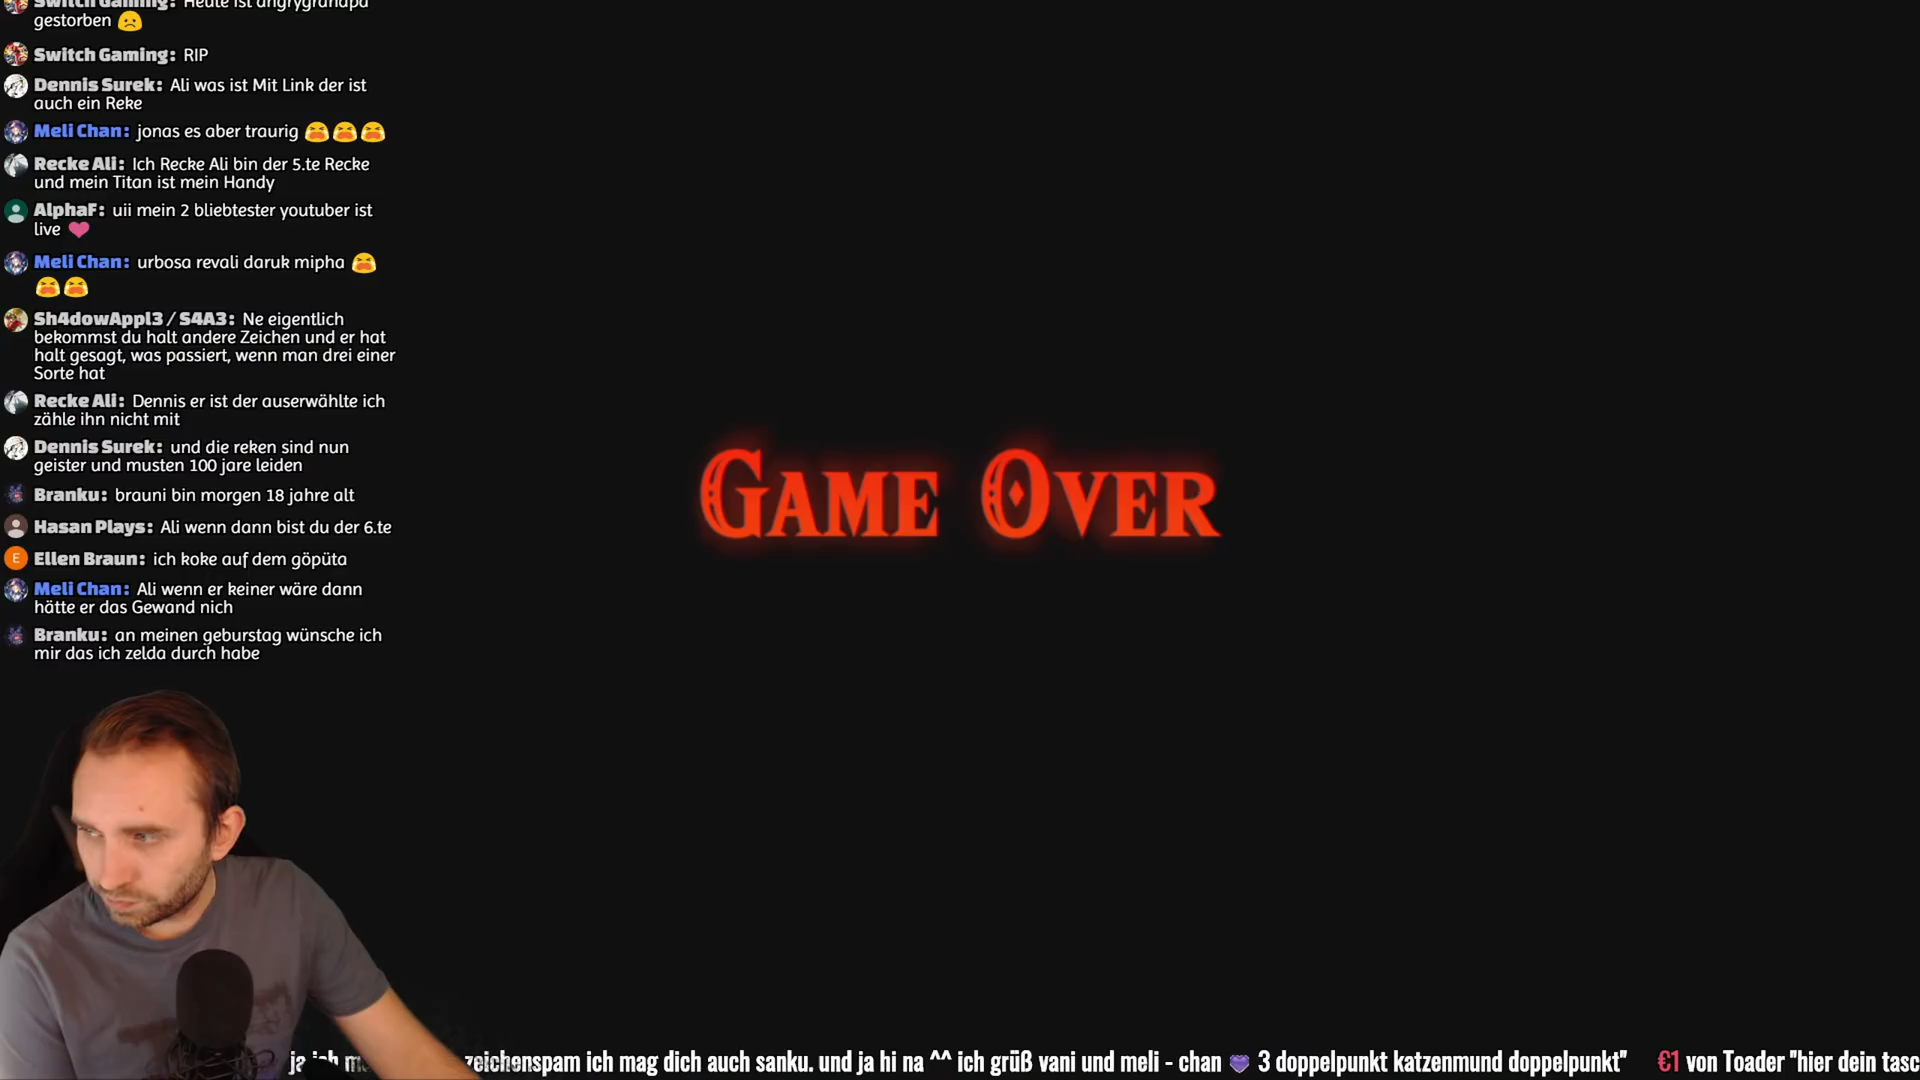 Switch Gaming: Heute ist angrygrandpa
gestorben
Switch Gaming: RIP
Dennis Surek: Ali was ist Mit Link der ist
auch ein Reke
Meli Chan: jonas es aber traurig
Recke Ali: Ich Recke Ali bin der 5.te Recke
und mein Titan ist mein Handy
AlphaF: uii mein 2 bliebtester youtuber ist
live
Meli Chan: urbosa revali daruk mipha
Sh4dowAppl3 / S4A3: Ne eigentlich
bekommst du halt andere Zeichen und er hat
halt gesagt, was passiert, wenn man drei einer
Sorte hat
Recke Ali: Dennis er ist der auserwählte ich
zähle ihn nicht mit
Dennis Surek: und die reken sind nun
geister und musten 100 jare leiden
Branku: brauni bin morgen 18 jahre alt
Hasan Plays: Ali wenn dann bist du der 6.te
E Ellen Braun: ich koke auf dem göpüta
Meli Chan: Ali wenn er keiner wäre dann
hätte er das Gewand nich
Branku: an meinen geburstag wünsche ich
mir das ich zelda durch habe
GAME OVER
ja ich zeichenspam ich mag dich auch sanku. und ja hi na ^^ ich grüß vani und meli - chan 3 doppelpunkt katzenmund doppelpunkt" €1 von Toader "hier dein tasc